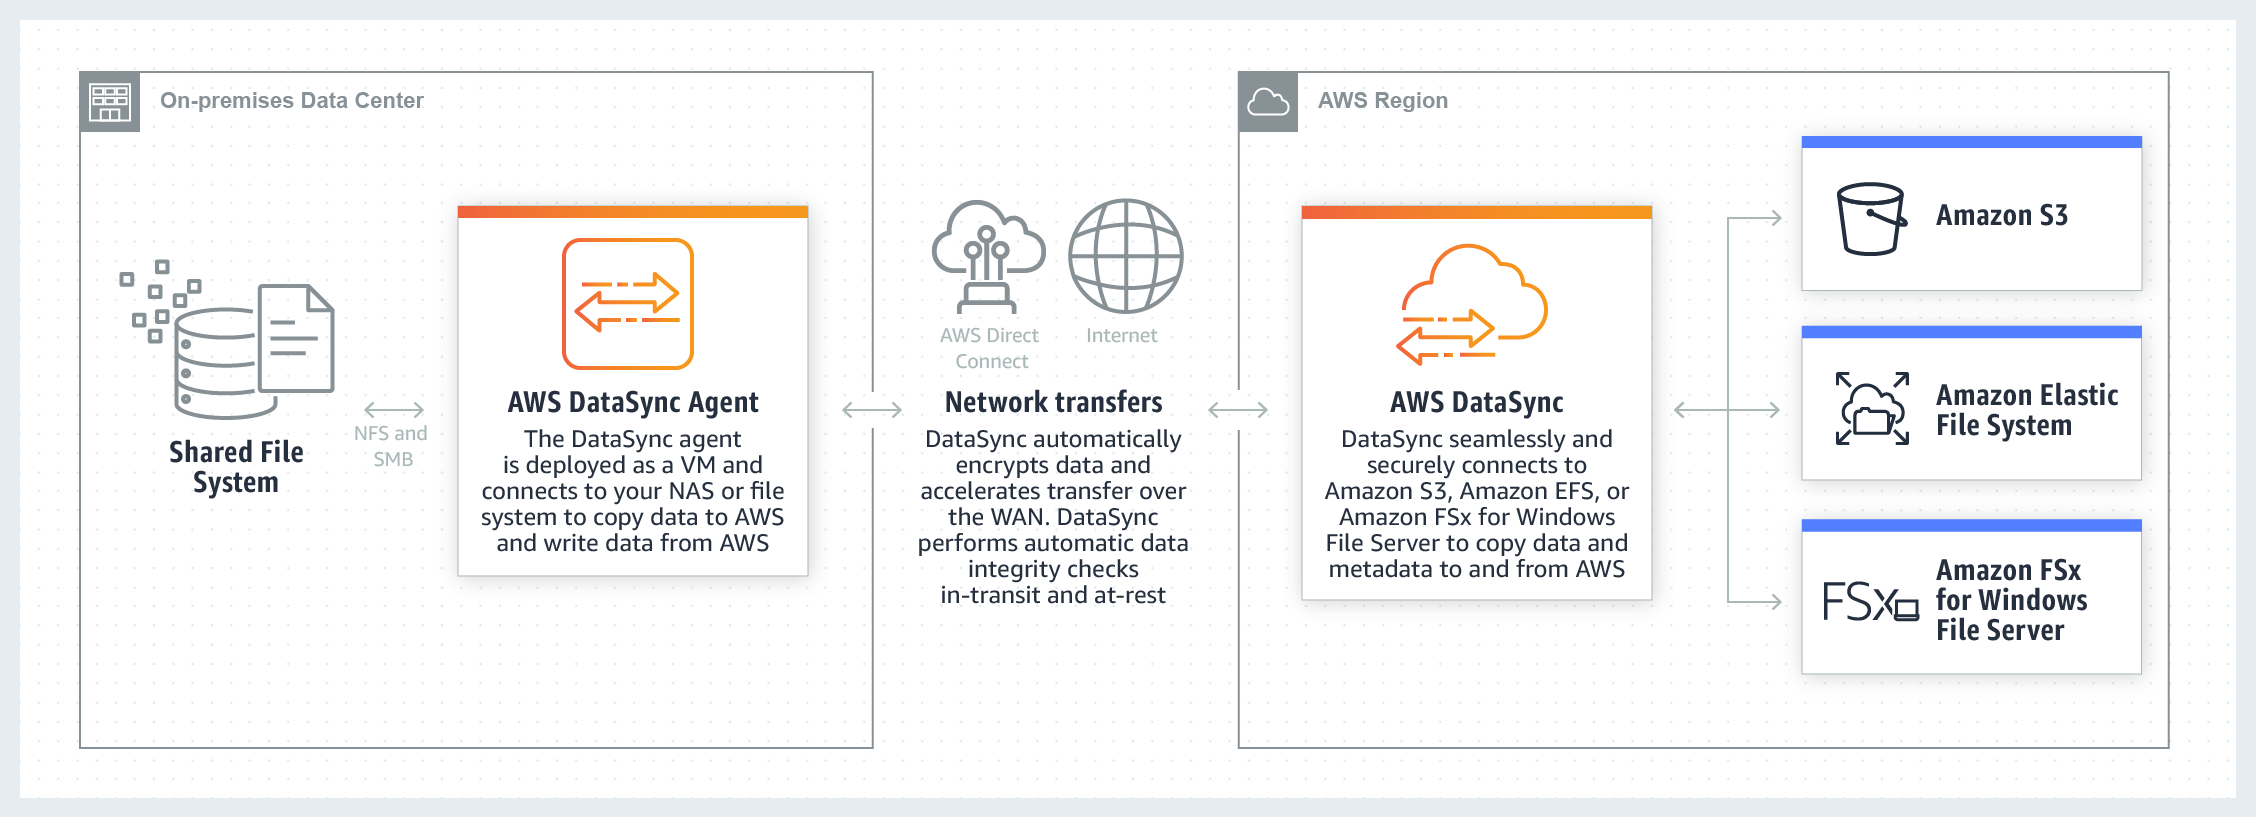 On-premises Data Center
Shared File
System
NFS and
SMB
AWS DataSync Agent
The DataSync agent
is deployed as a VM and
connects to your NAS or file
system to copy data to AWS
and write data from AWS
AWS Direct
Connect
Internet
Network transfers
DataSync automatically
encrypts data and
accelerates transfer over
the WAN. DataSync
performs automatic data
integrity checks
in-transit and at-rest
AWS Region
AWS DataSync
DataSync seamlessly and
securely connects to
Amazon S3, Amazon EFS, or
Amazon FSx for Windows
File Server to copy data and
metadata to and from AWS
Amazon S3
Amazon Elastic
File System
FSx
Amazon FSx
for Windows
File Server